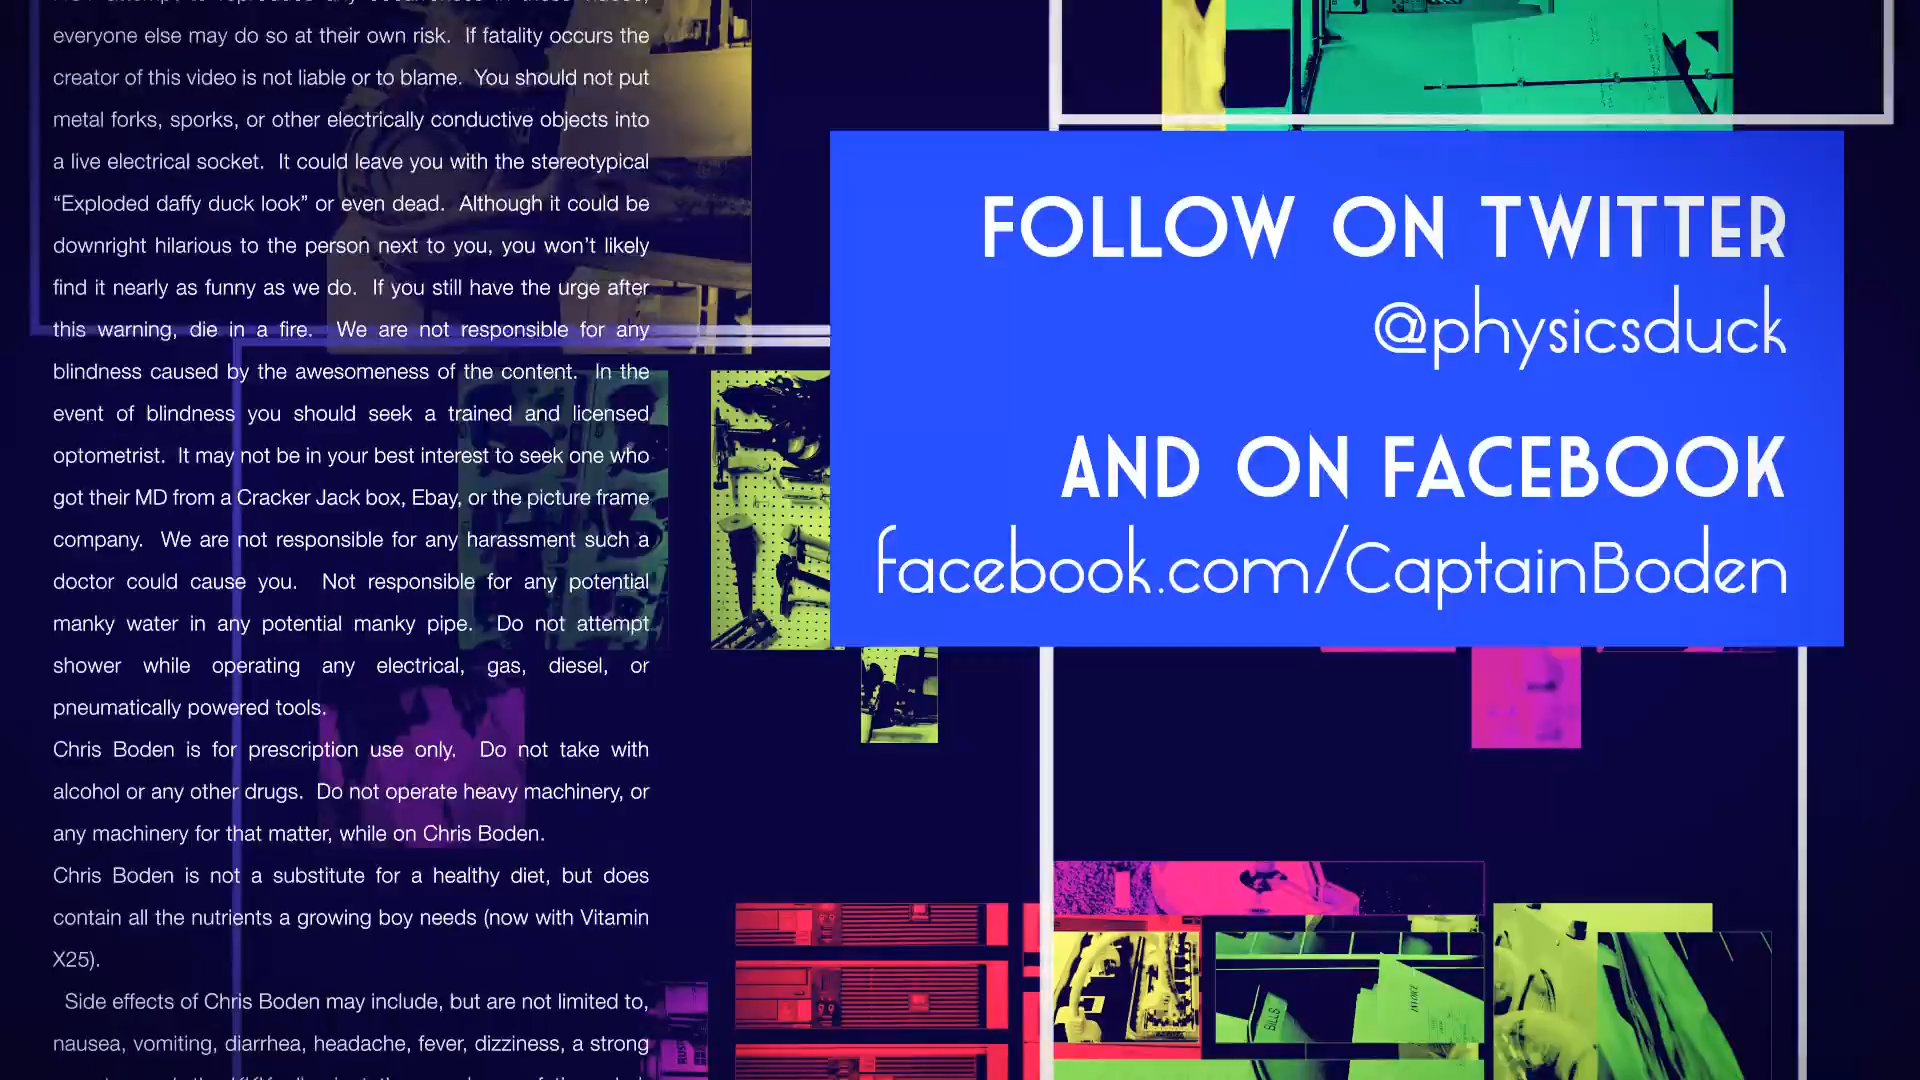 everyone else may do so at their own risk.  If fatality occurs the
creator of this video is not liable or to blame.  You should not put
metal forks, sporks, or other electrically conductive objects into
a live electrical socket.  It could leave you with the stereotypical
“Exploded daffy duck look” or even dead.  Although it could be
downright hilarious to the person next to you, you won’t likely
find it nearly as funny as we do.  If you still have the urge after
this warning, die in a fire.  We are not responsible for any
blindness caused by the awesomeness of the content.  In the
event of blindness you should seek a trained and licensed
optometrist.  It may not be in your best interest to seek one who
got their MD from a Cracker Jack box, Ebay, or the picture frame
company.  We are not responsible for any harassment such a
doctor could cause you.  Not responsible for any potential
manky water in any potential manky pipe.  Do not attempt
shower while operating any electrical, gas, diesel, or
pneumatically powered tools.
Chris Boden is for prescription use only.  Do not take with
alcohol or any other drugs.  Do not operate heavy machinery, or
any machinery for that matter, while on Chris Boden.
Chris Boden is not a substitute for a healthy diet, but does
contain all the nutrients a growing boy needs (now with Vitamin
X25).
Side effects of Chris Boden may include, but are not limited to,
nausea, vomiting, diarrhea, headache, fever, dizziness, a strong
FOLLOW ON TWITTER
@physicsduck
AND ON FACEBOOK
facebook.com/CaptainBoden
BILLS
INVOICE